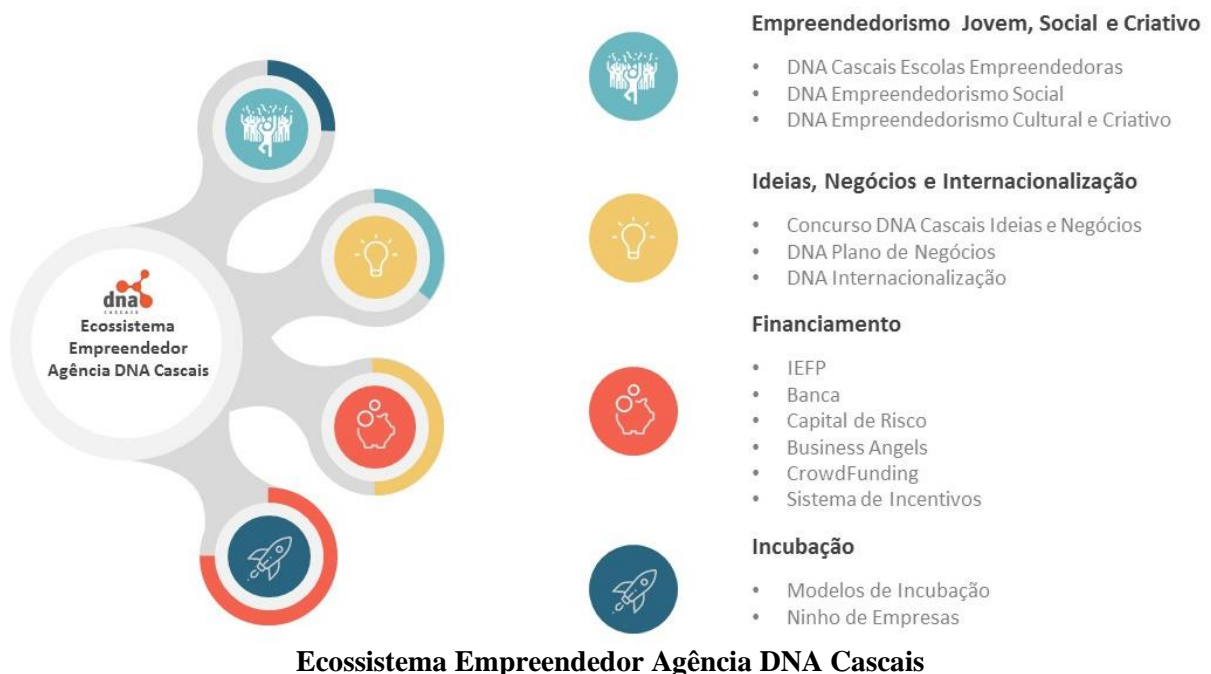 dna
CASCAIS
Ecossistema
Empreendedor
Agência DNA Cascais
Empreendedorismo Jovem, Social e Criativo
• DNA Cascais Escolas Empreendedoras
• DNA Empreendedorismo Social
• DNA Empreendedorismo Cultural e Criativo
Ideias, Negócios e Internacionalização
• Concurso DNA Cascais Ideias e Negócios
• DNA Plano de Negócios
• DNA Internacionalização
Financiamento
• IEFP
• Banca
• Capital de Risco
• Business Angels
• CrowdFunding
• Sistema de Incentivos
Incubação
• Modelos de Incubação
• Ninho de Empresas
Ecossistema Empreendedor Agência DNA Cascais